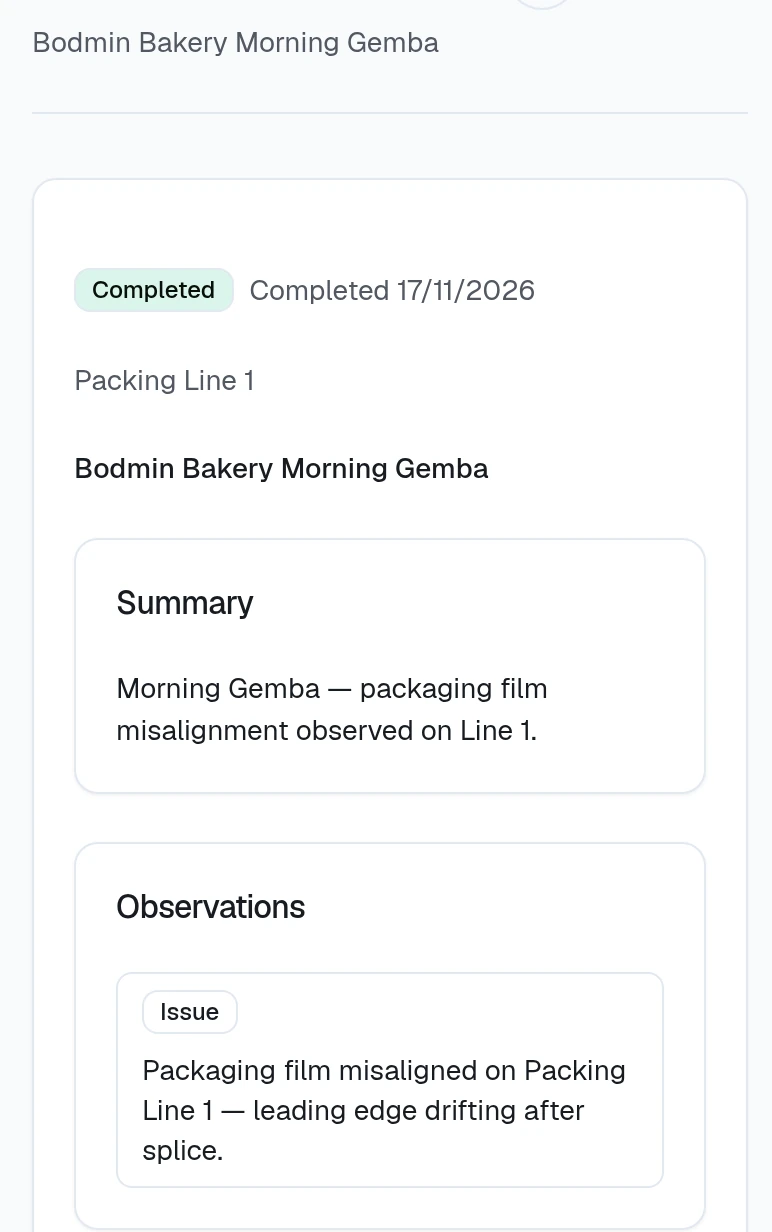 Bodmin Bakery Morning Gemba
Completed
Completed 17/11/2026
Packing Line 1
Bodmin Bakery Morning Gemba
Summary
Morning Gemba — packaging film
misalignment observed on Line 1.
Observations
Issue
Packaging film misaligned on Packing
Line 1 — leading edge drifting after
splice.